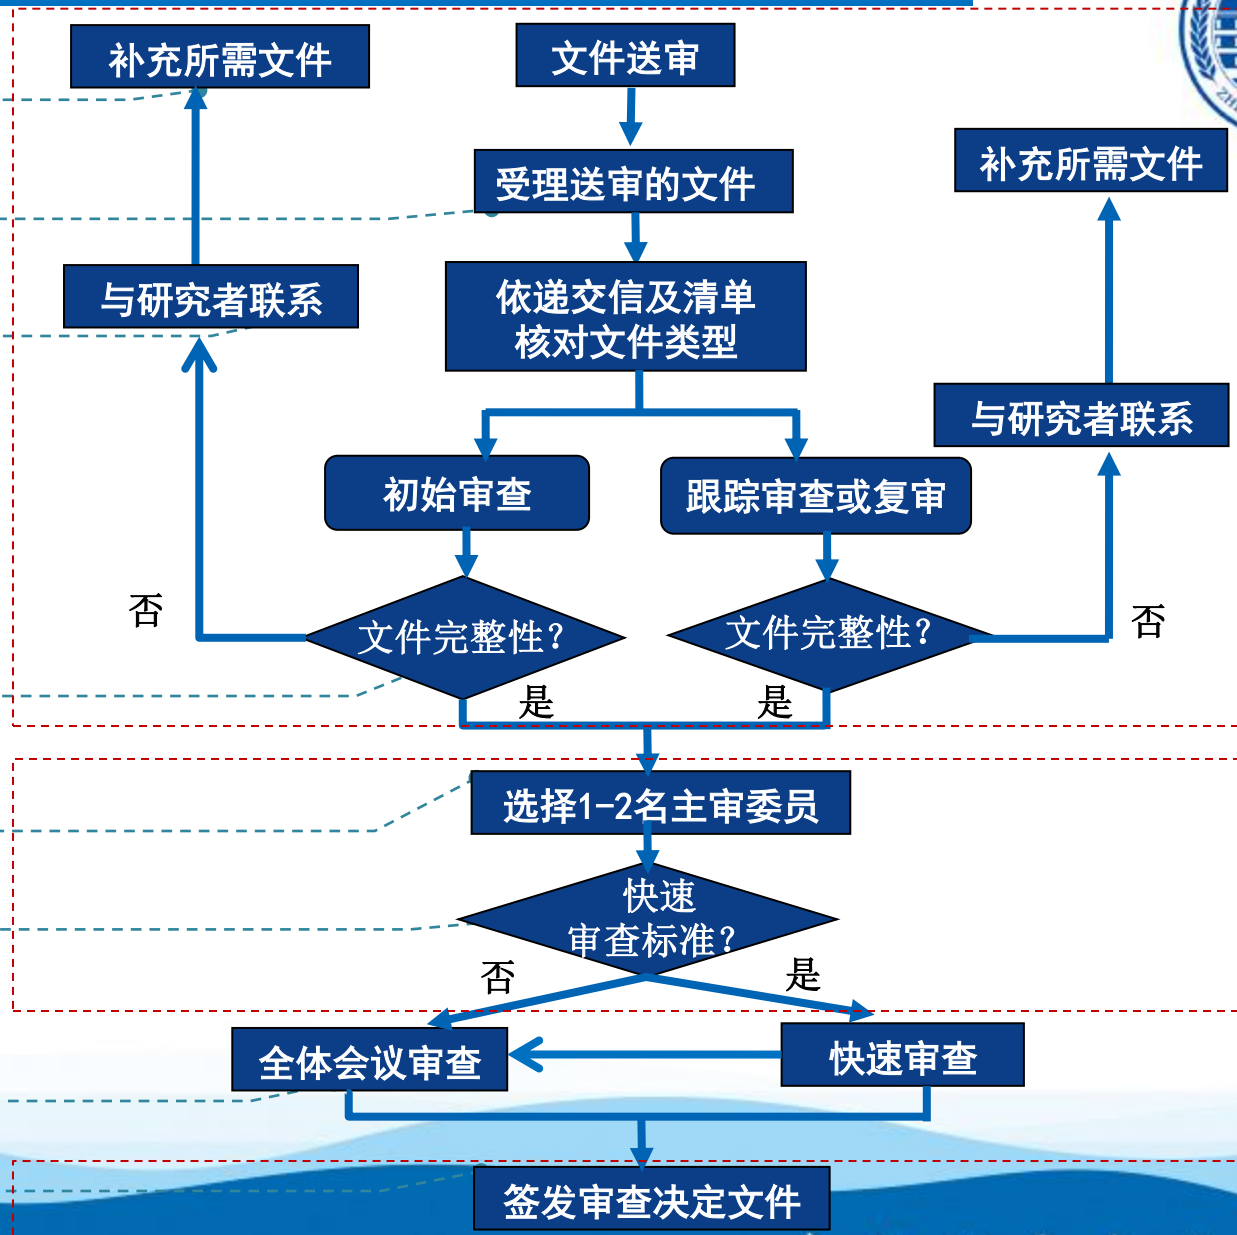 补充所需文件
文件送审
受理送审的文件
补充所需文件
与研究者联系
依递交信及清单
核对文件类型
与研究者联系
初始审查
跟踪审查或复审
否
文件完整性?
文件完整性?
否
是
是
选择1-2名主审委员
快速
审查标准?
否
是
全体会议审查
快速审查
签发审查决定文件